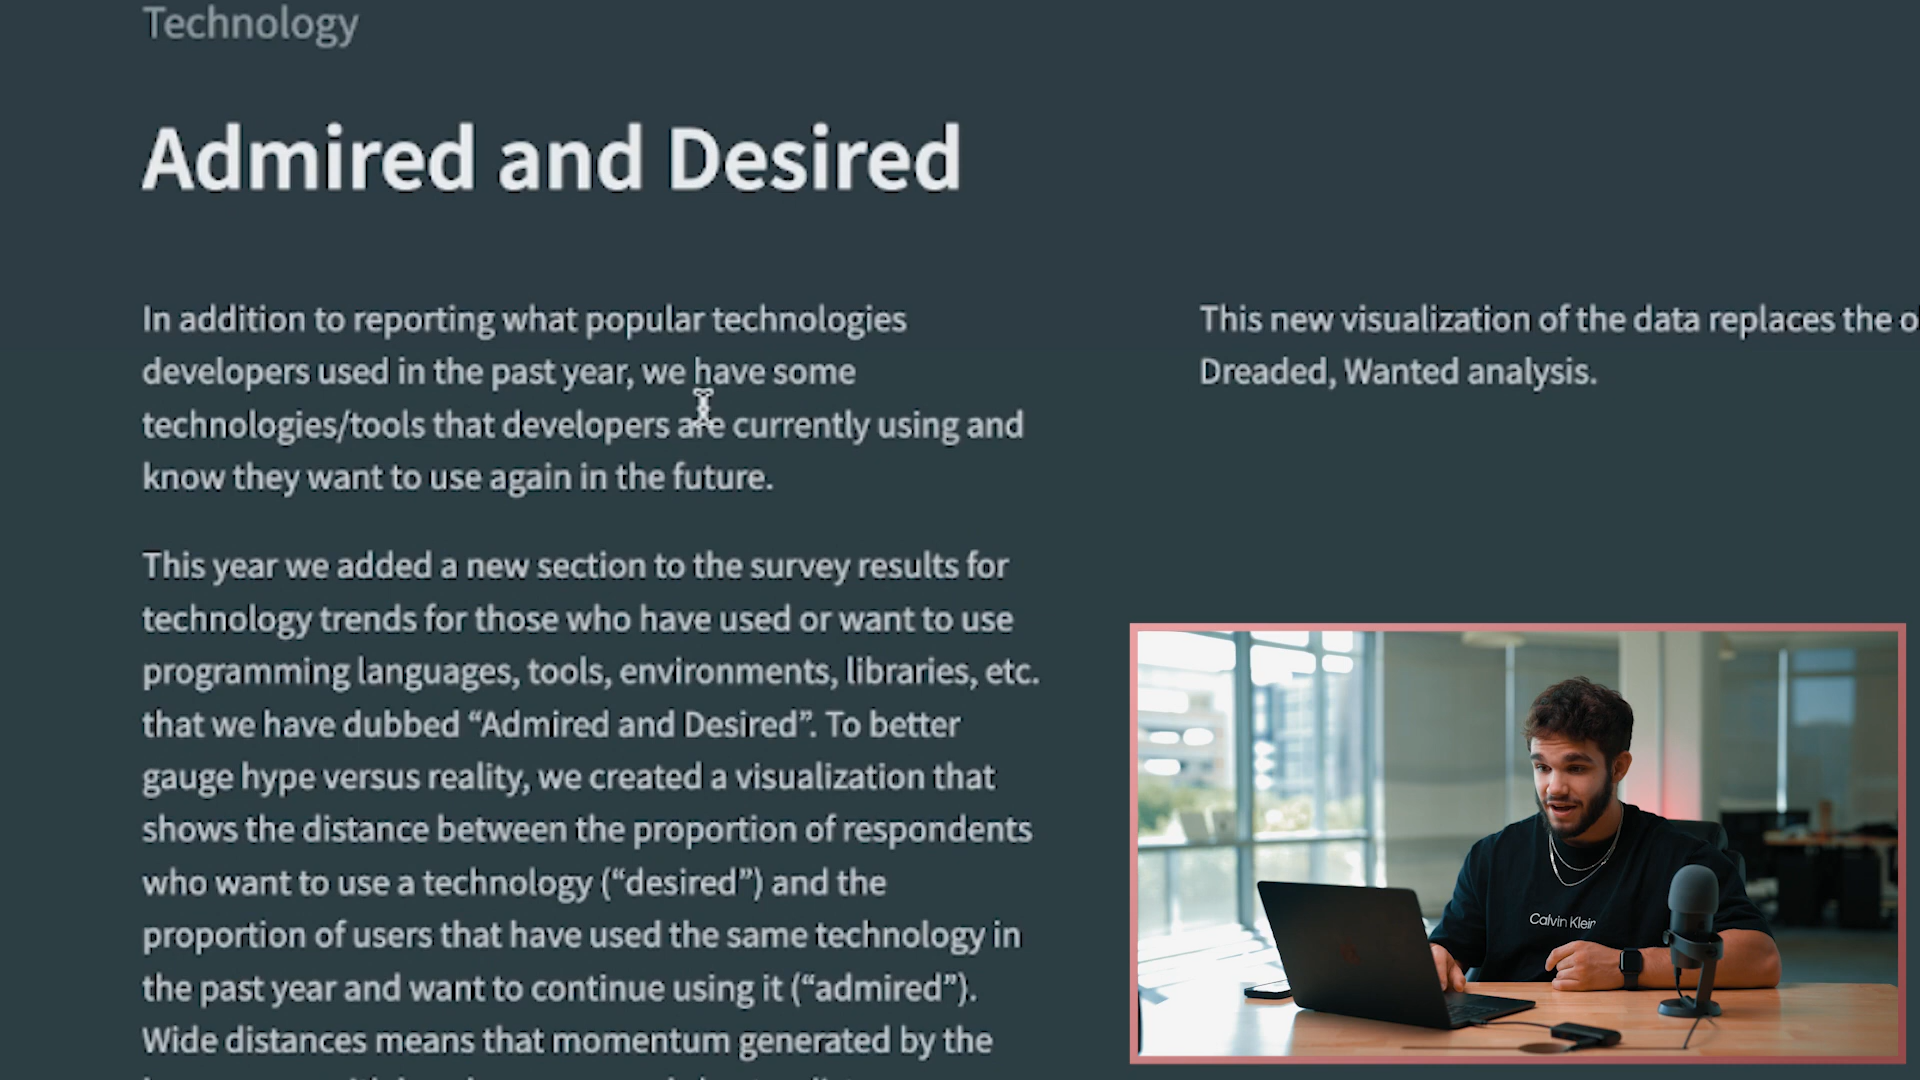 Technology
Admired and Desired
In addition to reporting what popular technologies
developers used in the past year, we have some
technologies/tools that developers are currently using and
know they want to use again in the future.
This year we added a new section to the survey results for
technology trends for those who have used or want to use
programming languages, tools, environments, libraries, etc.
that we have dubbed “Admired and Desired”. To better
gauge hype versus reality, we created a visualization that
shows the distance between the proportion of respondents
who want to use a technology (“desired”) and the
proportion of users that have used the same technology in
the past year and want to continue using it (“admired”).
Wide distances means that momentum generated by the
This new visualization of the data replaces the
Dreaded, Wanted analysis.
Calvin Klein